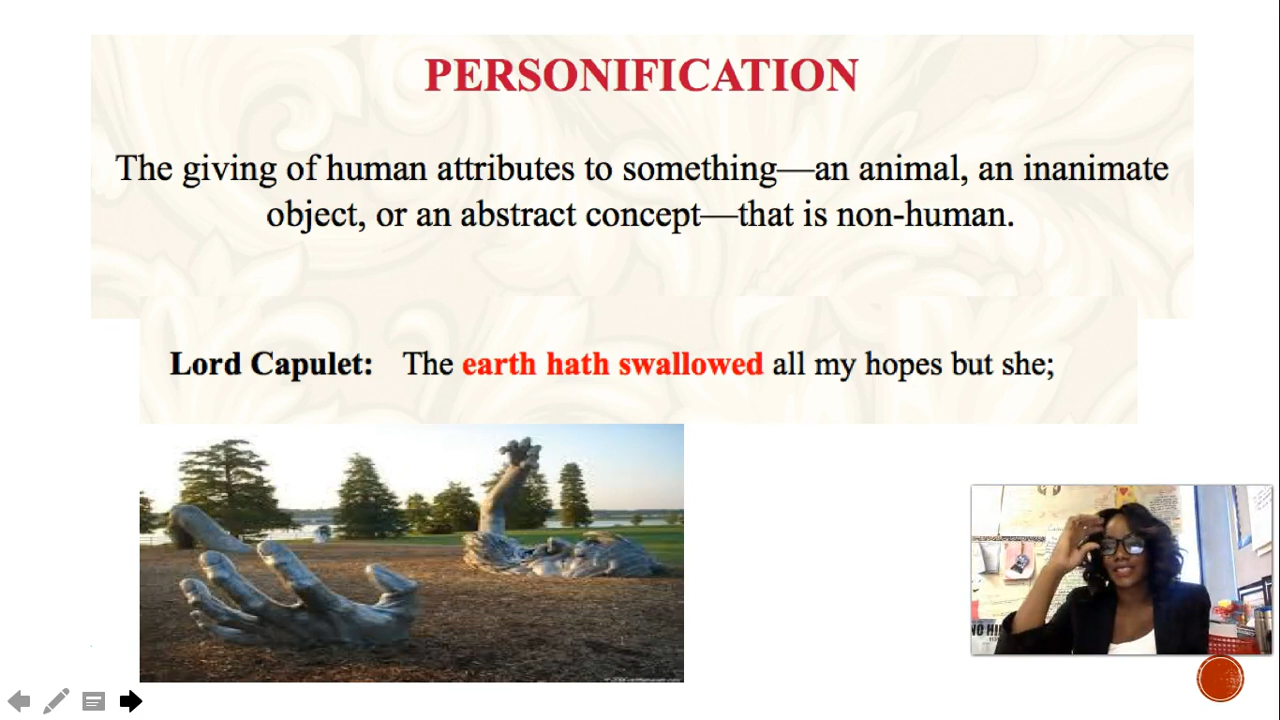 PERSONIFICATION
The giving of human attributes to something—an animal, an inanimate
object, or an abstract concept—that is non-human.
Lord Capulet: The earth hath swallowed all my hopes but she;